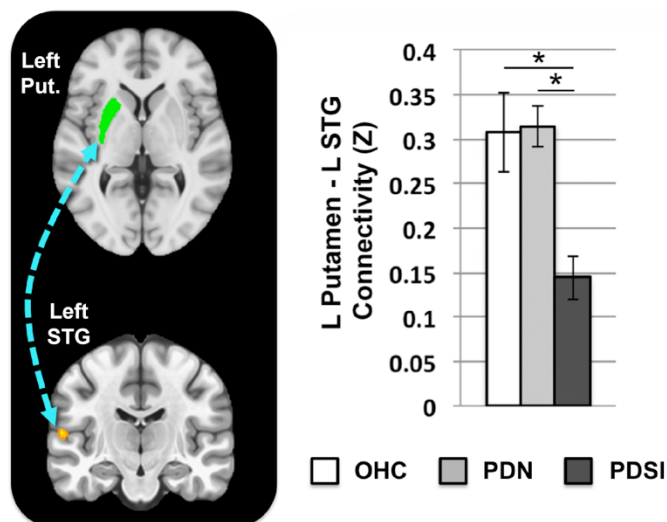 Left
Put.
Left
STG
L Putamen - L STG
Connectivity (Z)
0.4
0.35
0.3
0.25
0.2
0.15
0.1
0.05
0
*
*
OHC
PDN
PDSI